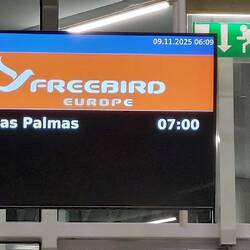 09.11.2025 06:09
FREEBIRD
EUROPE
as Palmas 07:00